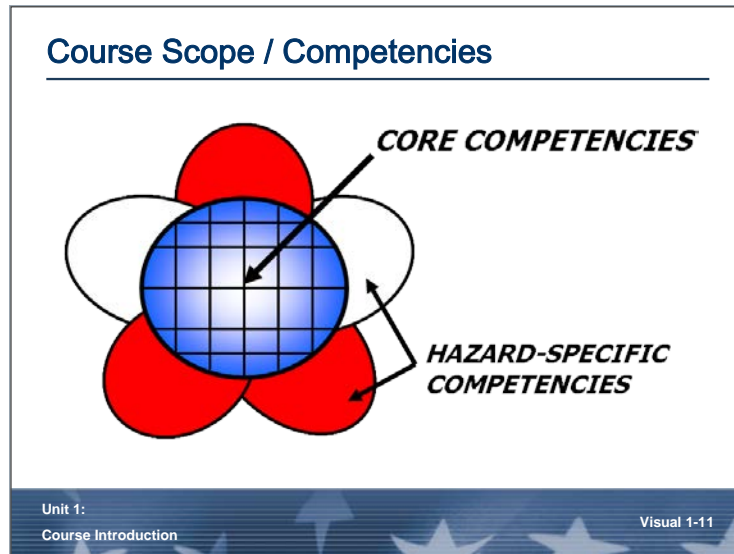 Course Scope / Competencies
CORE COMPETENCIES
HAZARD-SPECIFIC
COMPETENCIES
Unit 1:
Course Introduction
Visual 1-11